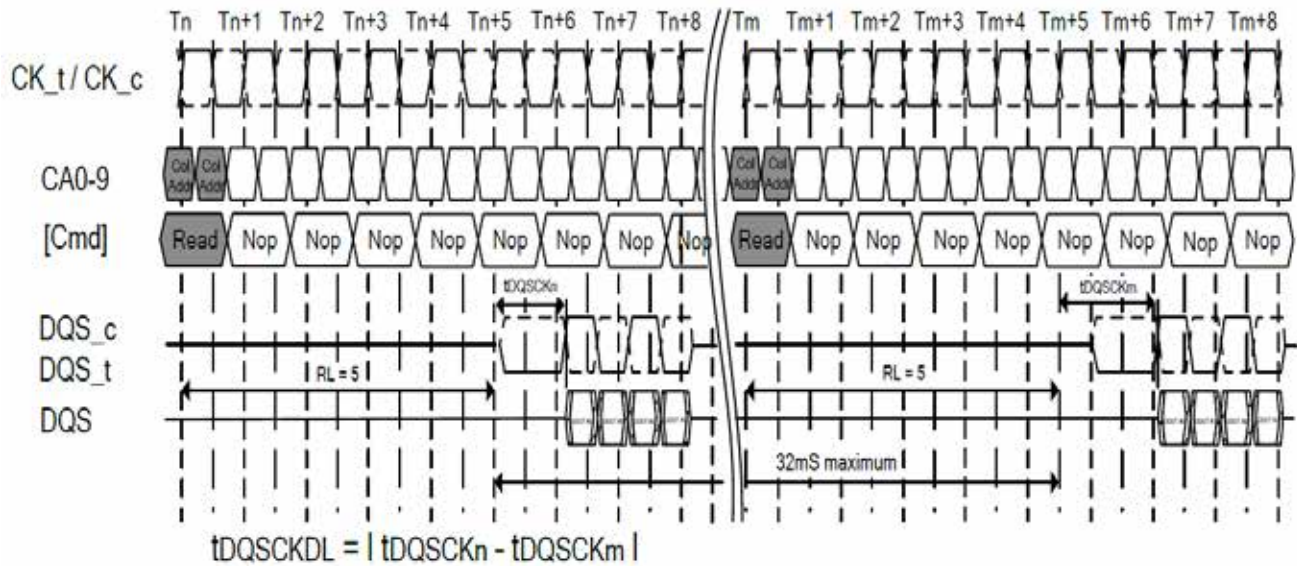 Tn Tn+1 Tn+2 Tn+3 Tn+4 Tn+5 Tn+6 Tn+7 Tn+8 Tm Tm+1 Tm+2 Tm+3 Tm+4 Tm+5 Tm+6 Tm+7 Tm+8
CK_t / CK_c
CA0-9 Col Addr Col Addr Col Addr Col Addr
[Cmd] Read Nop Nop Nop Nop Nop Nop Nop Nop Read Nop Nop Nop Nop Nop Nop Nop Nop
tDQSCKn tDQSCKm
DQS_c
DQS_t RL = 5 RL = 5
DQS
32mS maximum
tDQSCKDL = | tDQSCKn - tDQSCKm |